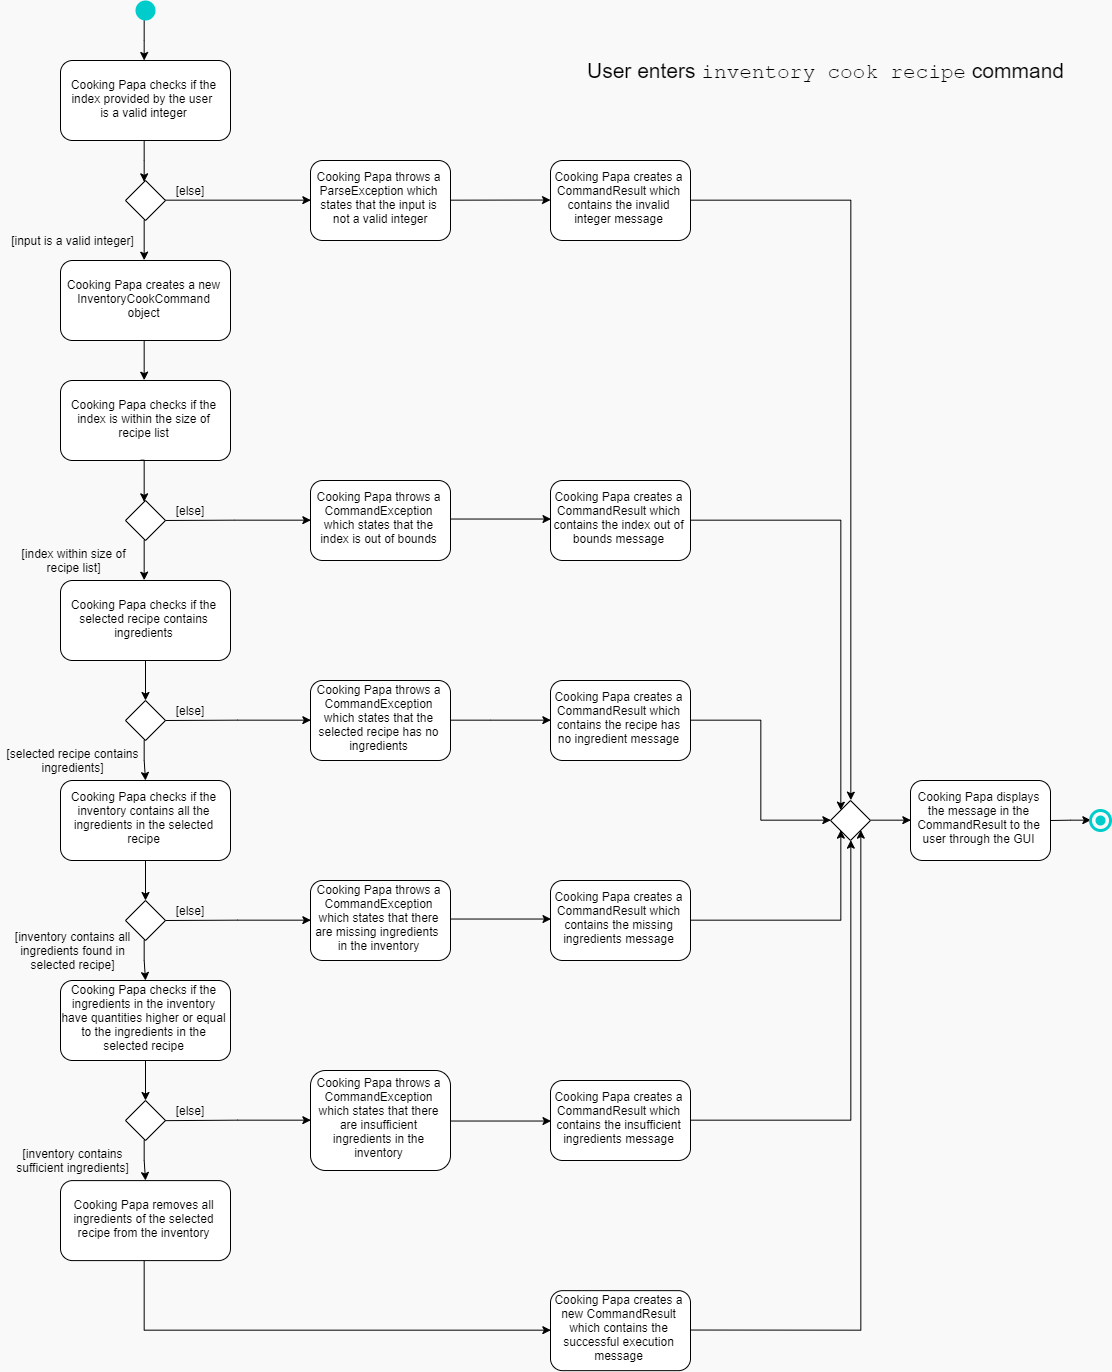 Cooking Papa checks if the
index provided by the user
is a valid integer
User enters inventory cook recipe command
[else]
Cooking Papa throws a
ParseException which
states that the input is
not a valid integer
Cooking Papa creates a
CommandResult which
contains the invalid
integer message
[input is a valid integer]
Cooking Papa creates a new
InventoryCookCommand
object
Cooking Papa checks if the
index is within the size of
recipe list
[else]
Cooking Papa throws a
CommandException
which states that the
index is out of bounds
Cooking Papa creates a
CommandResult which
contains the index out of
bounds message
[index within size of
recipe list]
Cooking Papa checks if the
selected recipe contains
ingredients
[else]
Cooking Papa throws a
CommandException
which states that the
selected recipe has no
ingredients
Cooking Papa creates a
CommandResult which
contains the recipe has
no ingredient message
[selected recipe contains
ingredients]
Cooking Papa checks if the
inventory contains all the
ingredients in the selected
recipe
Cooking Papa displays
the message in the
CommandResult to the
user through the GUI
[else]
Cooking Papa throws a
CommandException
which states that there
are missing ingredients
in the inventory
Cooking Papa creates a
CommandResult which
contains the missing
ingredients message
[inventory contains all
ingredients found in
selected recipe]
Cooking Papa checks if the
ingredients in the inventory
have quantities higher or equal
to the ingredients in the
selected recipe
[else]
Cooking Papa throws a
CommandException
which states that there
are insufficient
ingredients in the
inventory
Cooking Papa creates a
CommandResult which
contains the insufficient
ingredients message
[inventory contains
sufficient ingredients]
Cooking Papa removes all
ingredients of the selected
recipe from the inventory
Cooking Papa creates a
new CommandResult
which contains the
successful execution
message